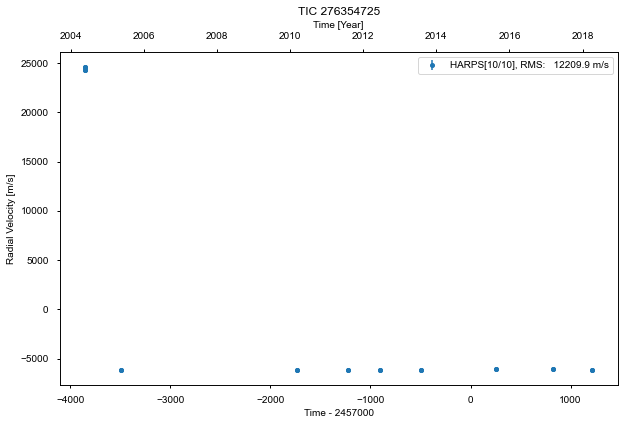 TIC 276354725
Time [Year]
2004 2006 2008 2010 2012 2014 2016 2018
HARPS[10/10], RMS: 12209.9 m/s
25000
20000
15000
10000
5000
0
−5000
Radial Velocity [m/s]
−4000 −3000 −2000 −1000 0 1000
Time - 2457000